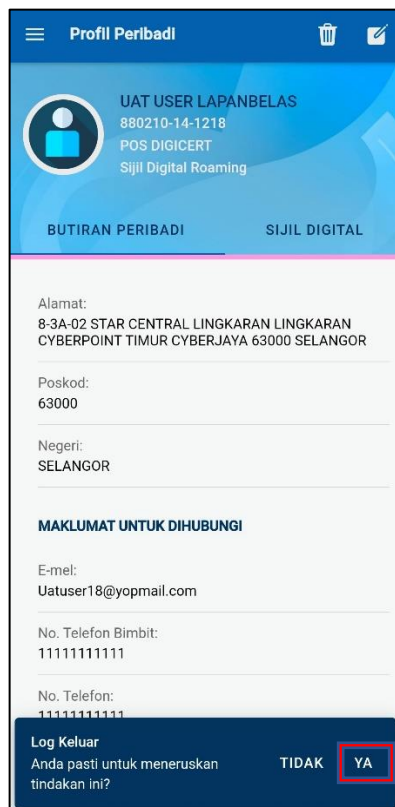 Profil Peribadi
UAT USER LAPANBELAS
880210-14-1218
POS DIGICERT
Sijil Digital Roaming
BUTIRAN PERIBADI
SIJIL DIGITAL
Alamat:
8-3A-02 STAR CENTRAL LINGKARAN LINGKARAN
CYBERPOINT TIMUR CYBERJAYA 63000 SELANGOR
Poskod:
63000
Negeri:
SELANGOR
MAKLUMAT UNTUK DIHUBUNGI
E-mel:
Uatuser18@yopmail.com
No. Telefon Bimbit:
11111111111
No. Telefon:
11111111111
Log Keluar
Anda pasti untuk meneruskan
tindakan ini?
TIDAK
YA